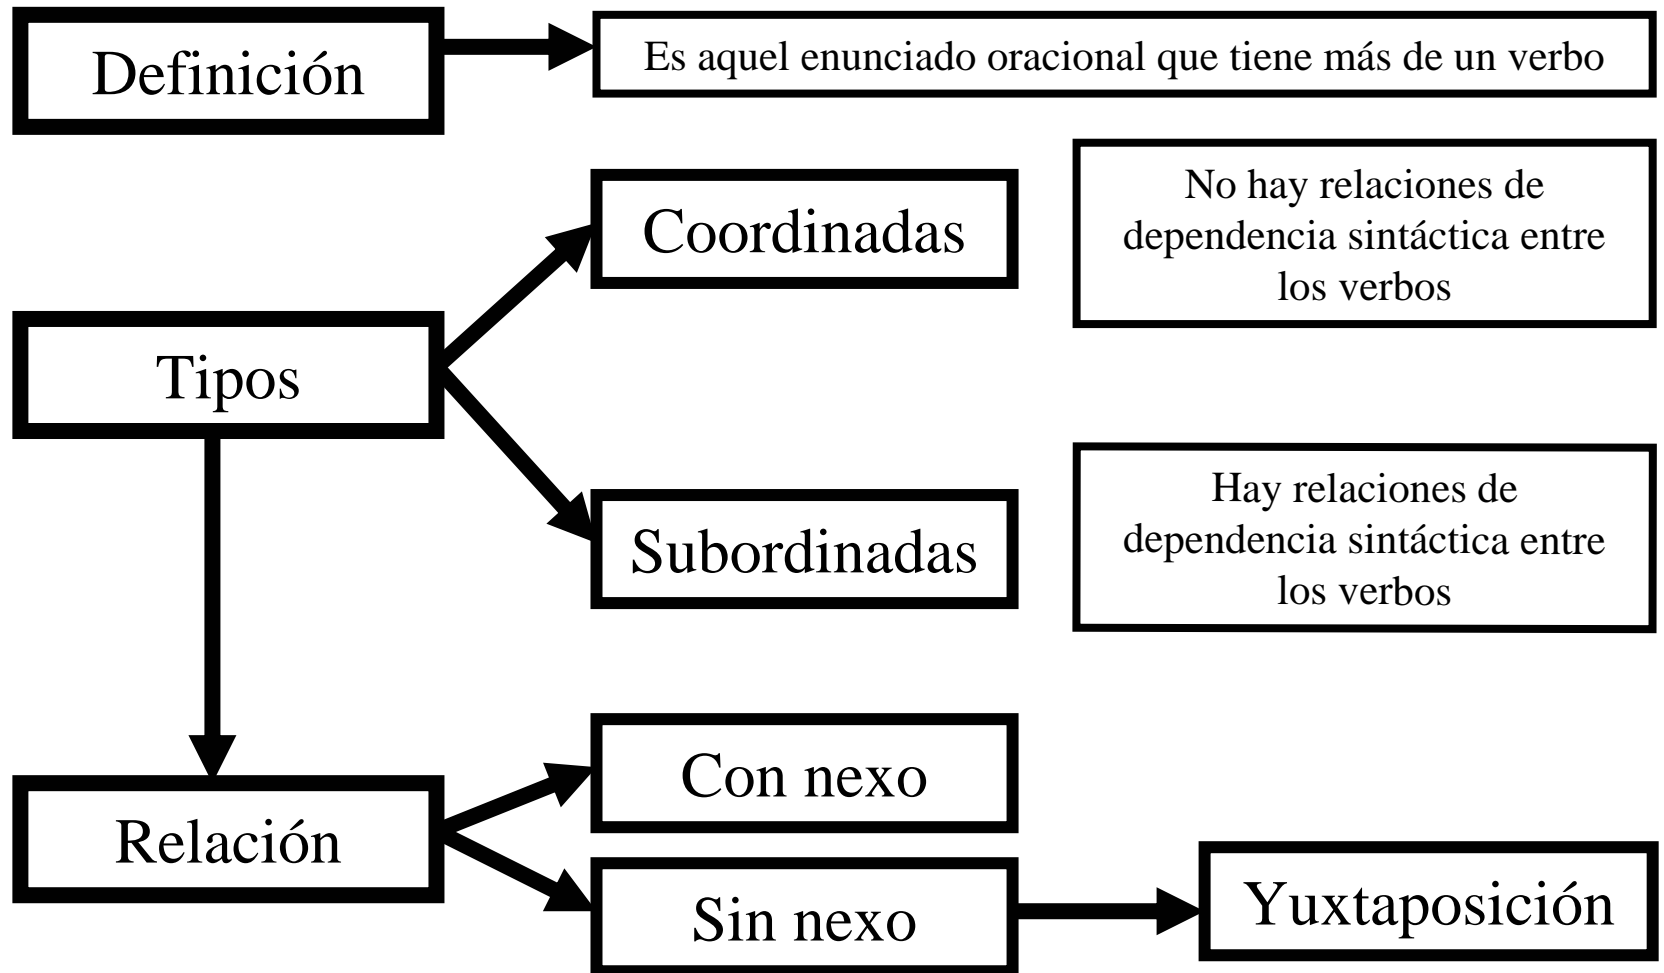 Definición
Es aquel enunciado oracional que tiene más de un verbo
Coordinadas
No hay relaciones de
dependencia sintáctica entre
los verbos
Tipos
Subordinadas
Hay relaciones de
dependencia sintáctica entre
los verbos
Relación
Con nexo
Sin nexo
Yuxtaposición